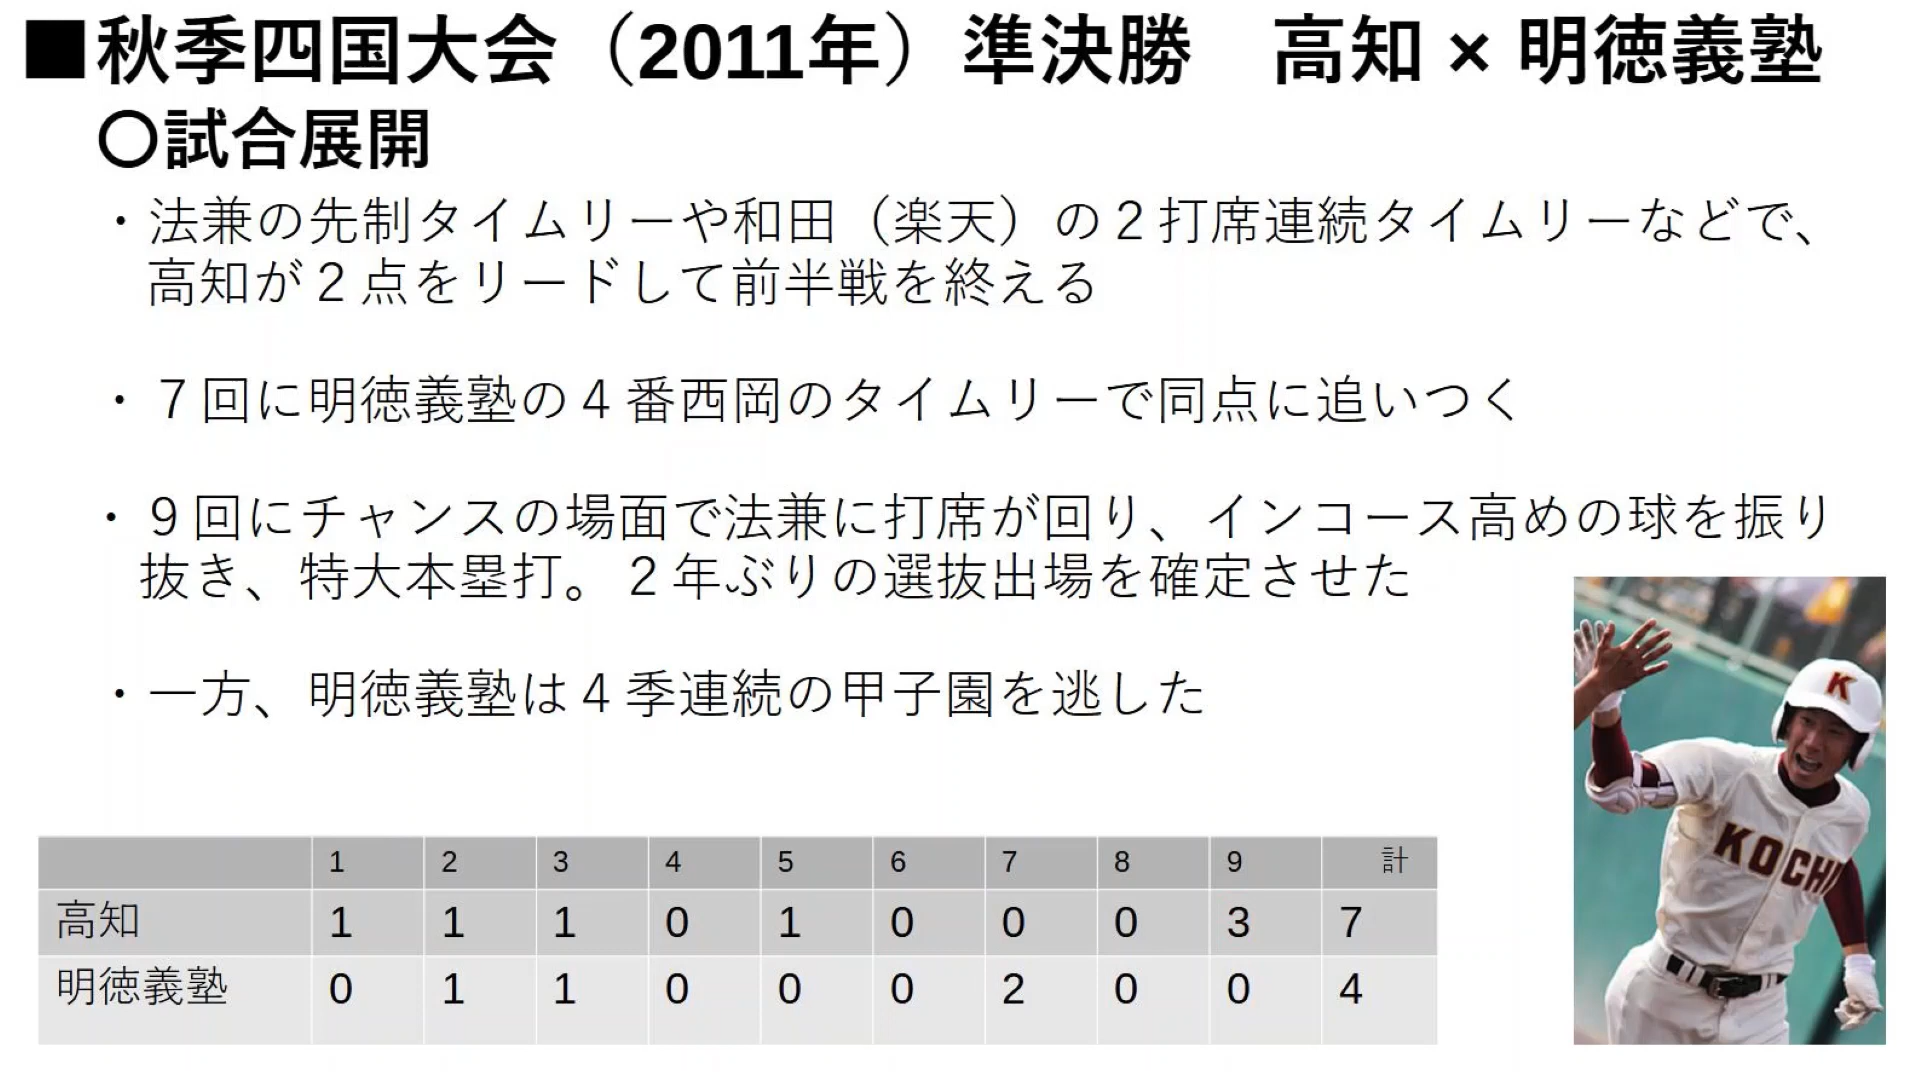 ■秋季四国大会（2011年）準決勝　高知 × 明徳義塾
〇試合展開
・法兼の先制タイムリーや和田（楽天）の２打席連続タイムリーなどで、
高知が２点をリードして前半戦を終える
・７回に明徳義塾の４番西岡のタイムリーで同点に追いつく
・９回にチャンスの場面で法兼に打席が回り、インコース高めの球を振り
抜き、特大本塁打。２年ぶりの選抜出場を確定させた
・一方、明徳義塾は４季連続の甲子園を逃した
1 2 3 4 5 6 7 8 9 計
高知 1 1 1 0 1 0 0 0 3 7
明徳義塾 0 1 1 0 0 0 2 0 0 4
K
KOCHI